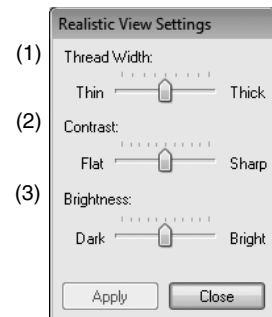 Realistic View Settings
(1) Thread Width:
Thin Thick
(2) Contrast:
Flat Sharp
(3) Brightness:
Dark Bright
Apply Close